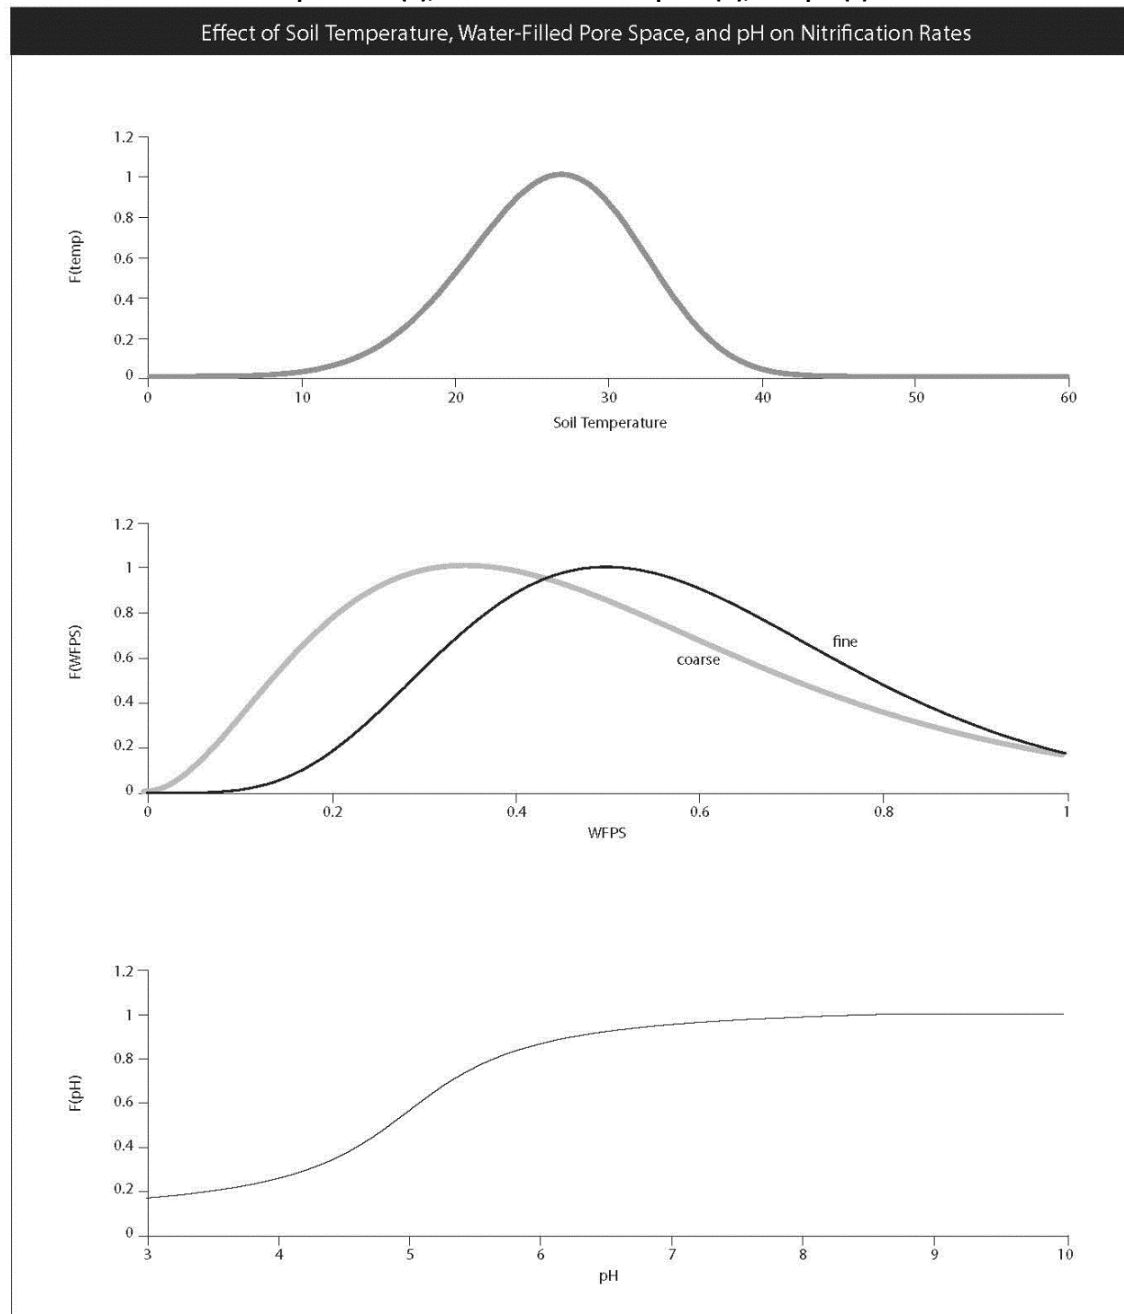 Effect of Soil Temperature, Water-Filled Pore Space, and pH on Nitrification Rates
1.2
1
0.8
0.6
0.4
0.2
0
F(temp)
0 10 20 30 40 50 60
Soil Temperature
1.2
1
0.8
0.6
0.4
0.2
0
F(WFPS)
fine
coarse
0 0.2 0.4 0.6 0.8 1
WFPS
1.2
1
0.8
0.6
0.4
0.2
0
F(pH)
3 4 5 6 7 8 9 10
pH